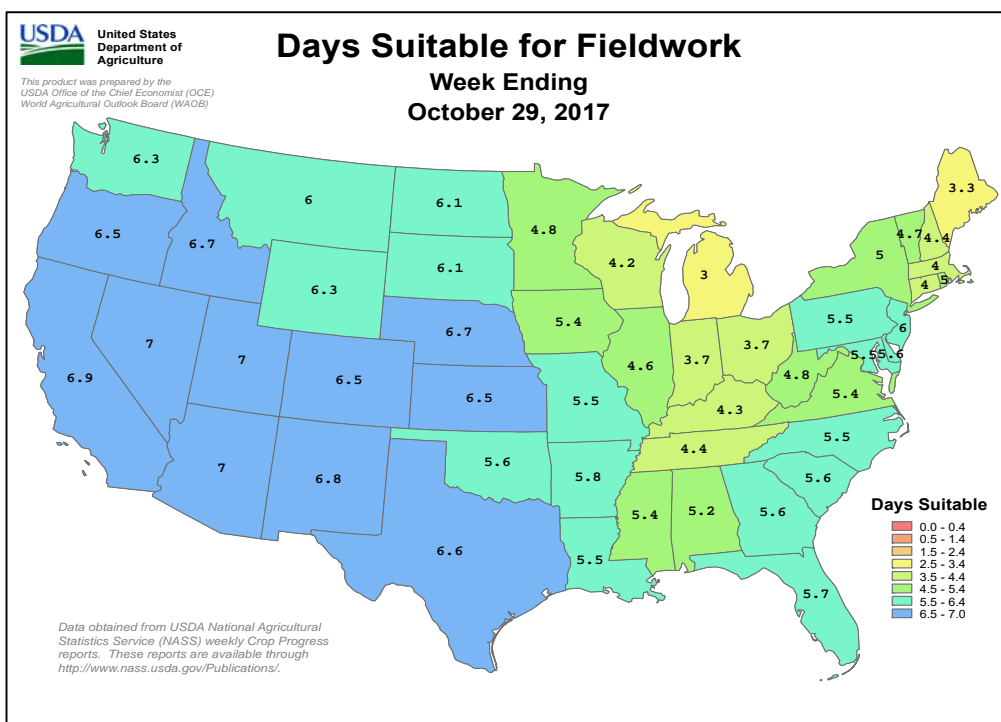 USDA
United States
Department of
Agriculture
This product was prepared by the
USDA Office of the Chief Economist (OCE)
World Agricultural Outlook Board (WAOB)
Days Suitable for Fieldwork
Week Ending
October 29, 2017
6.3
6
6.1
4.8
3.3
6.5
6.7
4.7
4.4
6.1
4.2
5
4
6.3
3
4
5
5.4
5.5
6
6.7
7
7
3.7
3.7
5.5
5.6
6.9
6.5
6.5
4.6
4.8
5.5
5.4
4.3
5.5
4.4
7
6.8
5.6
5.8
5.6
5.4
5.2
5.6
6.6
5.5
5.7
Days Suitable
0.0 - 0.4
0.5 - 1.4
1.5 - 2.4
2.5 - 3.4
3.5 - 4.4
4.5 - 5.4
5.5 - 6.4
6.5 - 7.0
Data obtained from USDA National Agricultural
Statistics Service (NASS) weekly Crop Progress
reports. These reports are available through
http://www.nass.usda.gov/Publications/.